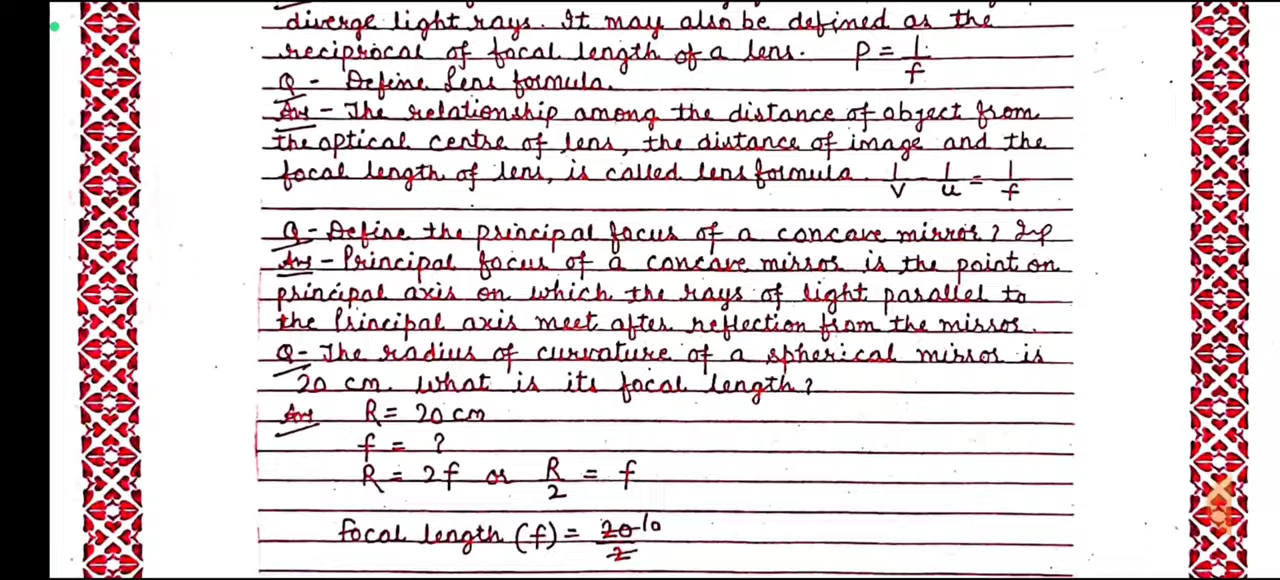 diverge light rays. It may also be defined as the
reciprocal of focal length of a lens. P = 1/f
Q - Define Lens formula.
Ans - The relationship among the distance of object from
the optical centre of lens, the distance of image and the
focal length of lens, is called lens formula. 1/v 1/u = 1/f
Q - Define the principal focus of a concave mirror?
Ans - Principal focus of a concave mirror is the point on
principal axis on which the rays of light parallel to
the Principal axis meet after reflection from the mirror.
Q - The radius of curvature of a spherical mirror is
20 cm. What is its focal length?
Ans R = 20 cm
f = ?
R = 2f or R/2 = f
focal length (f) = 20/2 10